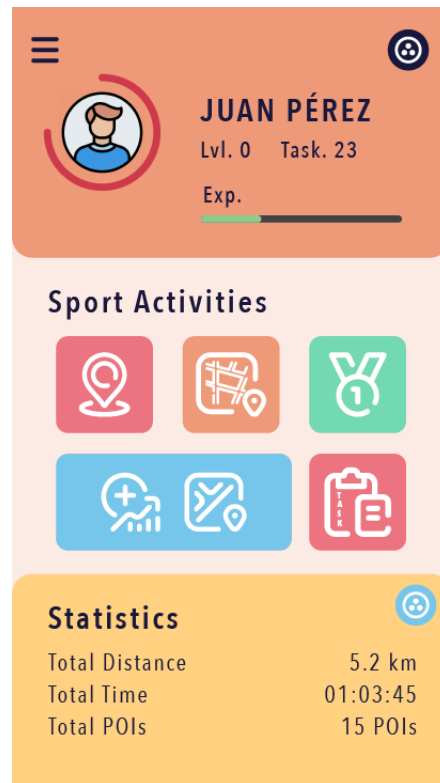 JUAN PÉREZ
Lvl. 0 Task. 23
Exp.
Sport Activities
1
TASK
Statistics
Total Distance 5.2 km
Total Time 01:03:45
Total POIs 15 POIs